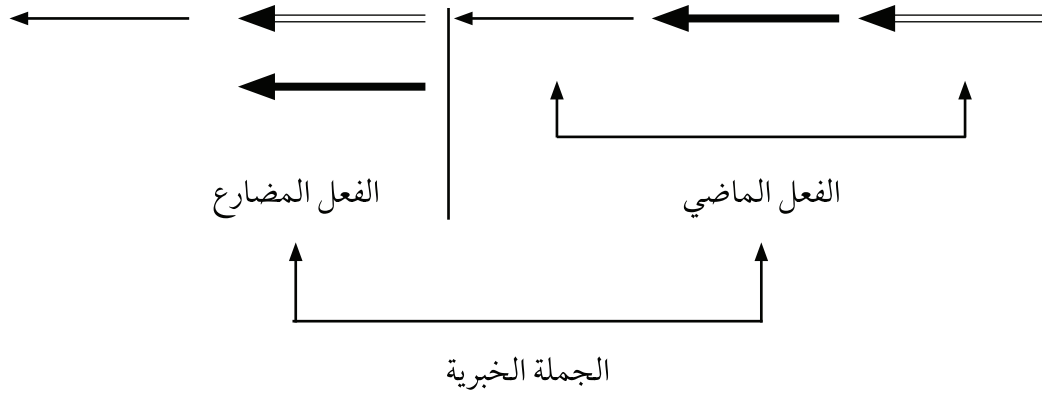 الفعل الماضي
الفعل المضارع
الجملة الخبرية